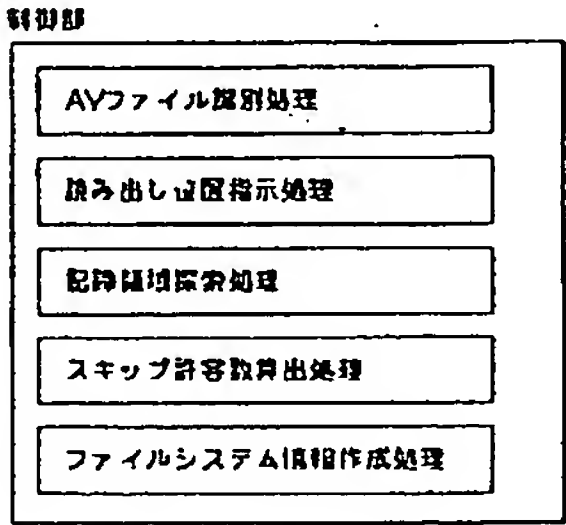 制御部
AVファイル識別処理
読み出し位置指示処理
記録領域探索処理
スキップ許容数算出処理
ファイルシステム情報作成処理